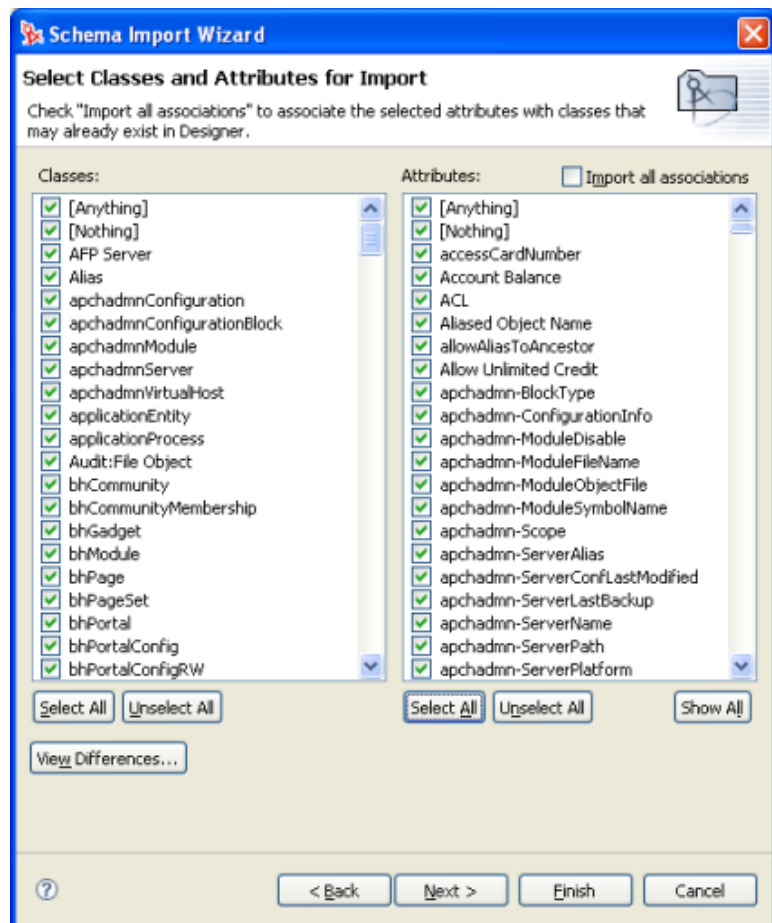 Schema Import Wizard
Select Classes and Attributes for Import
Check "Import all associations" to associate the selected attributes with classes that
may already exist in Designer.
Classes:
[Anything]
[Nothing]
AFP Server
Alias
apchadmnConfiguration
apchadmnConfigurationBlock
apchadmnModule
apchadmnServer
apchadmnVirtualHost
applicationEntity
applicationProcess
Audit:File Object
bhCommunity
bhCommunityMembership
bhGadget
bhModule
bhPage
bhPageSet
bhPortal
bhPortalConfig
bhPortalConfigRW
Select All Unselect All
Attributes: Import all associations
[Anything]
[Nothing]
accessCardNumber
Account Balance
ACL
Aliased Object Name
allowAliasToAncestor
Allow Unlimited Credit
apchadmn-BlockType
apchadmn-ConfigurationInfo
apchadmn-ModuleDisable
apchadmn-ModuleFileName
apchadmn-ModuleObjectFile
apchadmn-ModuleSymbolName
apchadmn-Scope
apchadmn-ServerAlias
apchadmn-ServerConfLastModified
apchadmn-ServerLastBackup
apchadmn-ServerName
apchadmn-ServerPath
apchadmn-ServerPlatform
Select All Unselect All Show All
View Differences...
? < Back Next > Finish Cancel